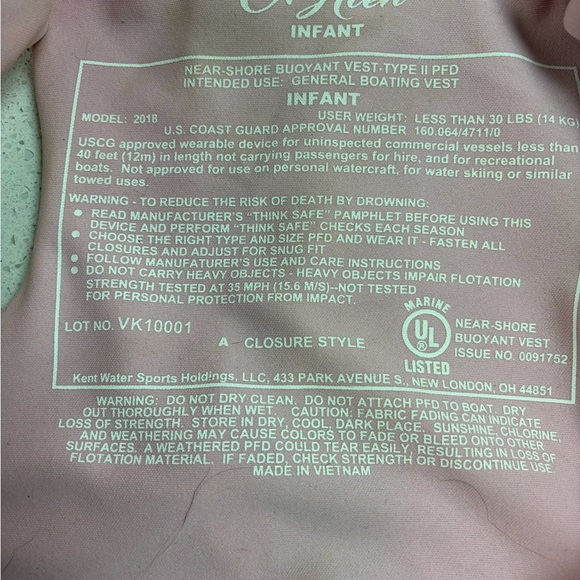 INFANT
NEAR-SHORE BUOYANT VEST-TYPE II PFD
INTENDED USE: GENERAL BOATING VEST
INFANT
MODEL: 2018 USER WEIGHT: LESS THAN 30 LBS (14 KG)
U.S. COAST GUARD APPROVAL NUMBER 160.064/4711/0
USCG approved wearable device for uninspected commercial vessels less than
40 feet (12m) in length not carrying passengers for hire, and for recreational
boats. Not approved for use on personal watercraft, for water skiing or similar
towed uses.
WARNING - TO REDUCE THE RISK OF DEATH BY DROWNING:
● READ MANUFACTURER'S "THINK SAFE" PAMPHLET BEFORE USING THIS
DEVICE AND PERFORM "THINK SAFE" CHECKS EACH SEASON
● CHOOSE THE RIGHT TYPE AND SIZE PFD AND WEAR IT - FASTEN ALL
CLOSURES AND ADJUST FOR SNUG FIT
● FOLLOW MANUFATURER'S USE AND CARE INSTRUCTIONS
● DO NOT CARRY HEAVY OBJECTS - HEAVY OBJECTS IMPAIR FLOTATION
STRENGTH TESTED AT 35 MPH (15.6 M/S)--NOT TESTED
FOR PERSONAL PROTECTION FROM IMPACT.
LOT NO. VK10001
A - CLOSURE STYLE
MARINE
UL
LISTED
NEAR-SHORE
BUOYANT VEST
ISSUE NO. 0091752
Kent Water Sports Holdings, LLC, 433 PARK AVENUE S., NEW LONDON, OH 44851
WARNING: DO NOT DRY CLEAN. DO NOT ATTACH PFD TO BOAT. DRY
OUT THOROUGHLY WHEN WET. CAUTION: FABRIC FADING CAN INDICATE
LOSS OF STRENGTH. STORE IN DRY, COOL, DARK PLACE. SUNSHINE, CHLORINE,
AND WEATHERING MAY CAUSE COLORS TO FADE OR BLEED ONTO OTHER
SURFACES. A WEATHERED PFD COULD TEAR EASILY, RESULTING IN LOSS OF
FLOTATION MATERIAL. IF FADED, CHECK STRENGTH OR DISCONTINUE USE.
MADE IN VIETNAM